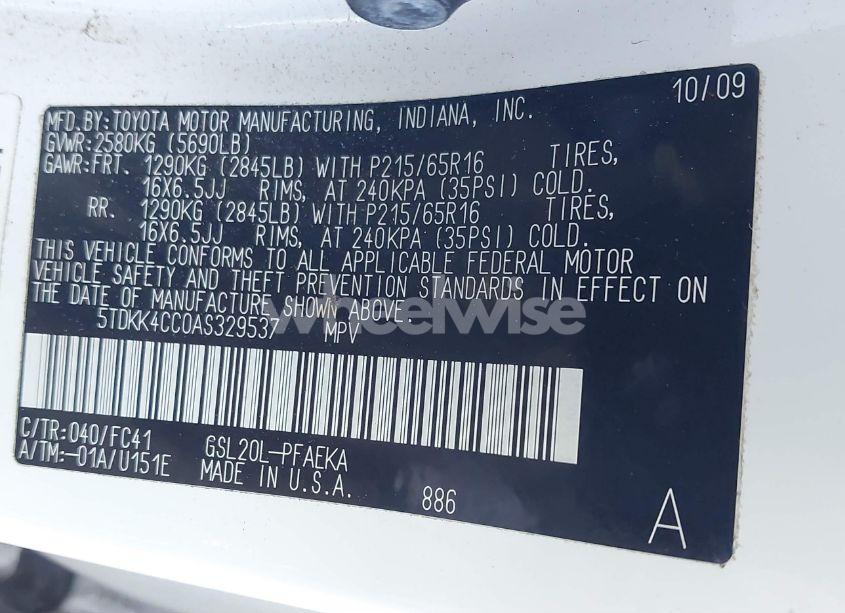 10/09
MFD.BY:TOYOTA MOTOR MANUFACTURING, INDIANA, INC.
GVWR:2580KG (5690LB)
GAWR:FRT. 1290KG (2845LB) WITH P215/65R16 TIRES,
16X6.5JJ RIMS, AT 240KPA (35PSI) COLD.
RR. 1290KG (2845LB) WITH P215/65R16 TIRES,
16X6.5JJ RIMS, AT 240KPA (35PSI) COLD.
THIS VEHICLE CONFORMS TO ALL APPLICABLE FEDERAL MOTOR
VEHICLE SAFETY AND THEFT PREVENTION STANDARDS IN EFFECT ON
THE DATE OF MANUFACTURE SHOWN ABOVE.
5TDKK4CC0AS329537 MPV
wheelwise
C/TR:040/FC41 GSL20L-PFAEKA
A/TM:-01A/U151E MADE IN U.S.A.
886
A